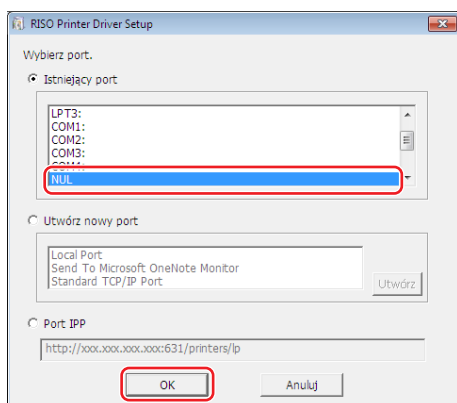 RISO Printer Driver Setup
Wybierz port.
Istniejący port
LPT3:
COM1:
COM2:
COM3:
NUL
Utwórz nowy port
Local Port
Send To Microsoft OneNote Monitor
Standard TCP/IP Port
Utwórz
Port IPP
http://xxx.xxx.xxx.xxx:631/printers/lp
OK Anuluj